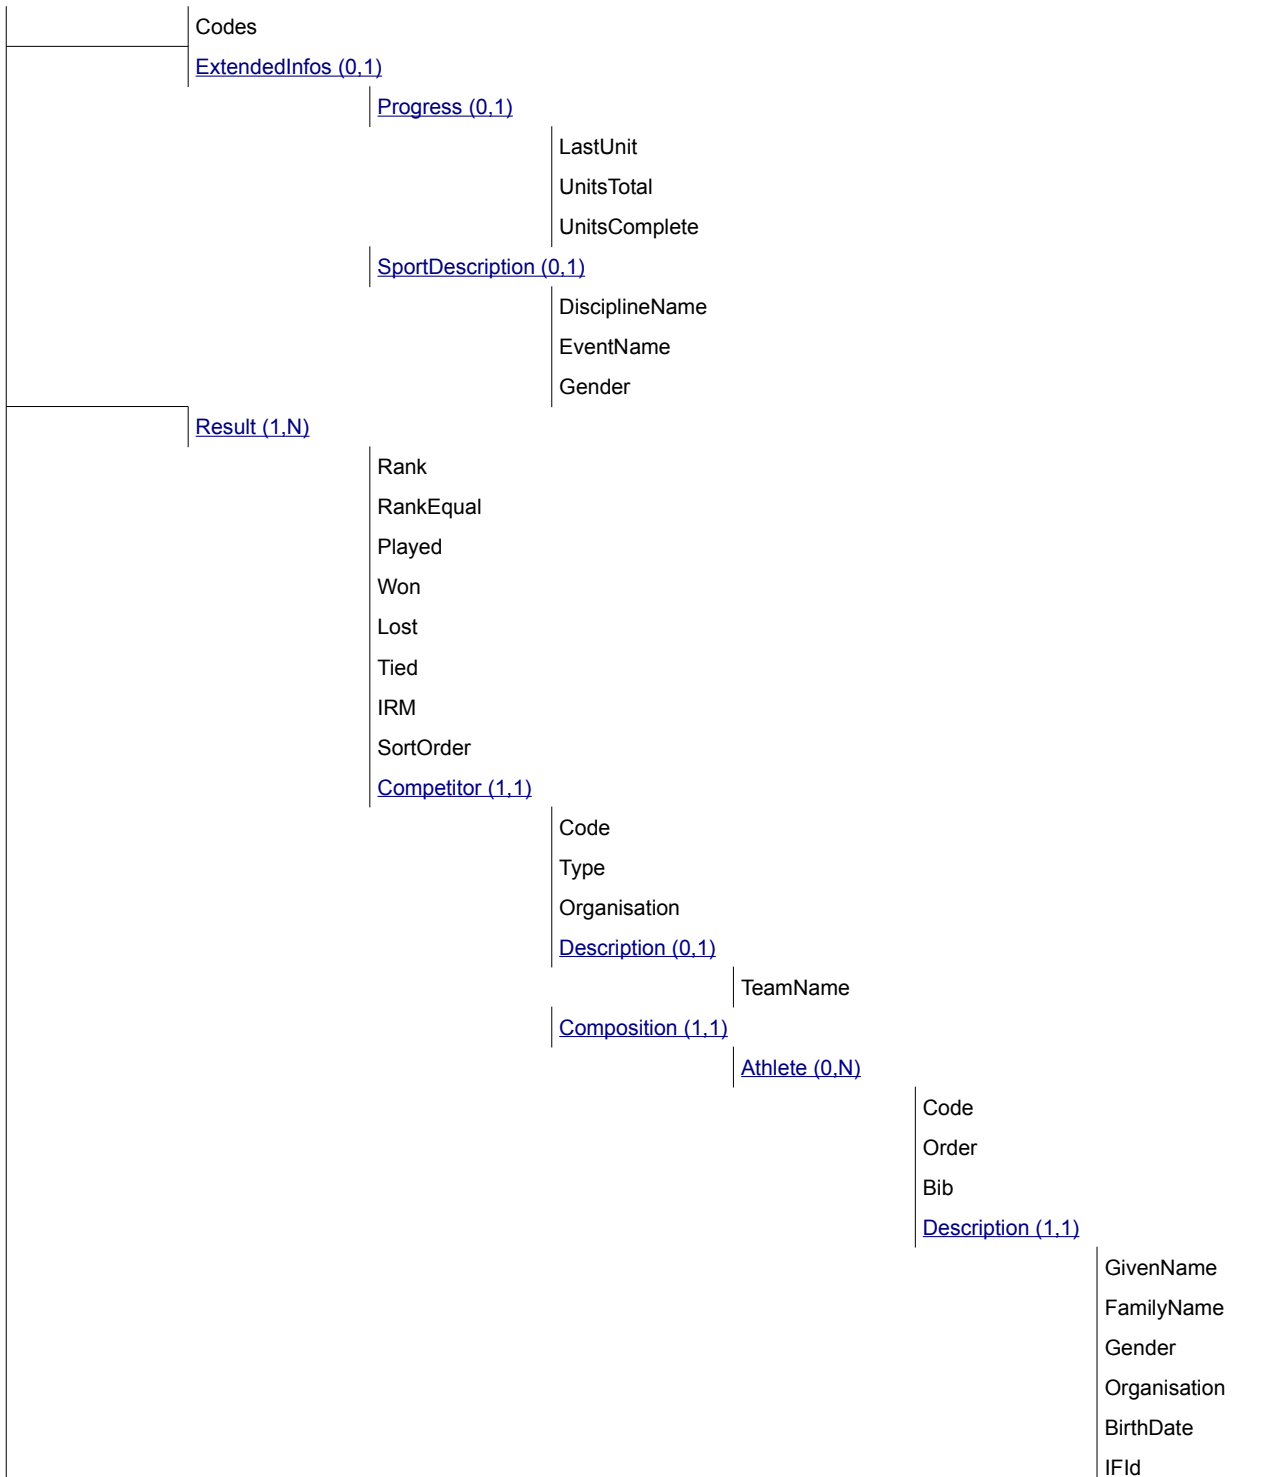 Codes
ExtendedInfos (0,1)
Progress (0,1)
LastUnit
UnitsTotal
UnitsComplete
SportDescription (0,1)
DisciplineName
EventName
Gender
Result (1,N)
Rank
RankEqual
Played
Won
Lost
Tied
IRM
SortOrder
Competitor (1,1)
Code
Type
Organisation
Description (0,1)
TeamName
Composition (1,1)
Athlete (0,N)
Code
Order
Bib
Description (1,1)
GivenName
FamilyName
Gender
Organisation
BirthDate
IFId